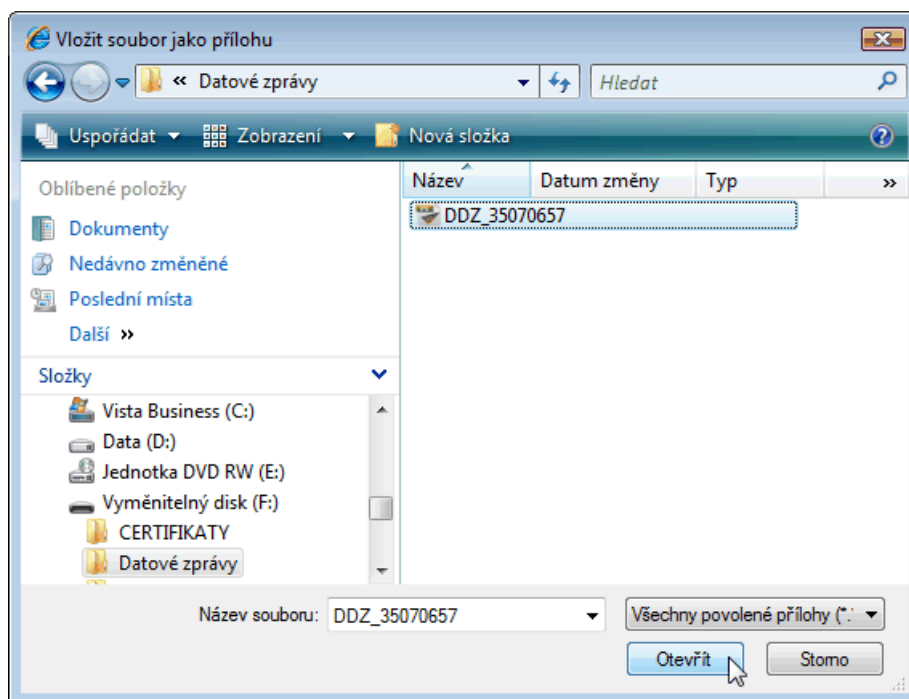 Vložit soubor jako přílohu
« Datové zprávy
Hledat
Uspořádat Zobrazení Nová složka
Oblíbené položky
Dokumenty
Nedávno změněné
Poslední místa
Další »
Složky
Vista Business (C:)
Data (D:)
Jednotka DVD RW (E:)
Vyměnitelný disk (F:)
CERTIFIKATY
Datové zprávy
Název Datum změny Typ »
DDZ_35070657
Název souboru: DDZ_35070657
Všechny povolené přílohy (*.
Otevřít Storno